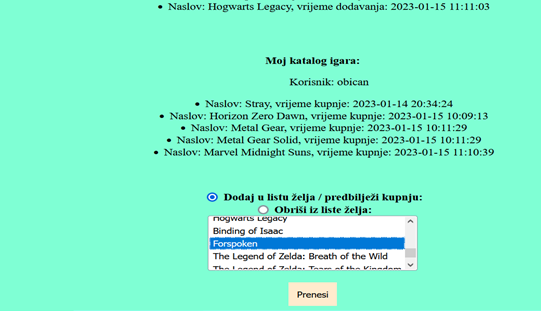 Naslov: Hogwarts Legacy, vrijeme dodavanja: 2023-01-15 11:11:03
Moj katalog igara:
Korisnik: obican
Naslov: Stray, vrijeme kupnje: 2023-01-14 20:34:24
Naslov: Horizon Zero Dawn, vrijeme kupnje: 2023-01-15 10:09:13
Naslov: Metal Gear, vrijeme kupnje: 2023-01-15 10:11:29
Naslov: Metal Gear Solid, vrijeme kupnje: 2023-01-15 10:11:29
Naslov: Marvel Midnight Suns, vrijeme kupnje: 2023-01-15 11:10:39
Dodaj u listu želja / predbilježi kupnju:
Obriši iz liste želja:
Hogwarts Legacy
Binding of Isaac
Forspoken
The Legend of Zelda: Breath of the Wild
The Legend of Zelda: Tears of the Kingdom
Prenesi